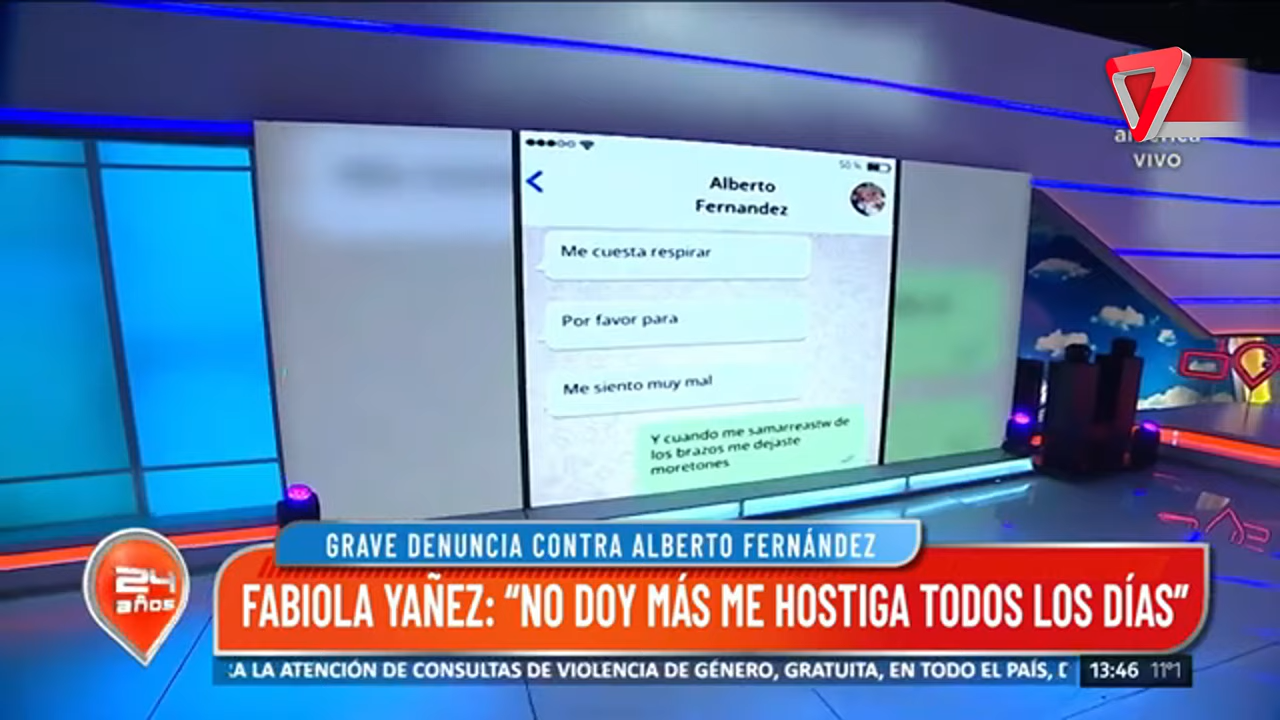 VIVO
50 %
Alberto
Fernandez
Me cuesta respirar
Por favor para
Me siento muy mal
Y cuando me samarreastw de
los brazos me dejaste
moretones
GRAVE DENUNCIA CONTRA ALBERTO FERNÁNDEZ
24
AÑOS
FABIOLA YAÑEZ: “NO DOY MÁS ME HOSTIGA TODOS LOS DÍAS”
A LA ATENCIÓN DE CONSULTAS DE VIOLENCIA DE GÉNERO, GRATUITA, EN TODO EL PAÍS,
13:46 11°1